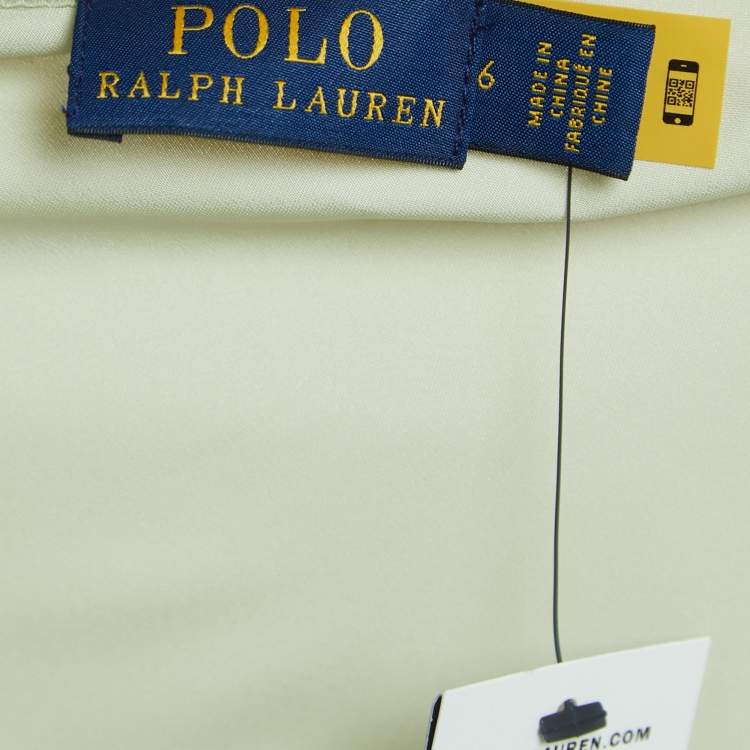 POLO
RALPH LAUREN
6
MADE IN
CHINA
FABRIQUÉ EN
CHINE
AUREN.COM